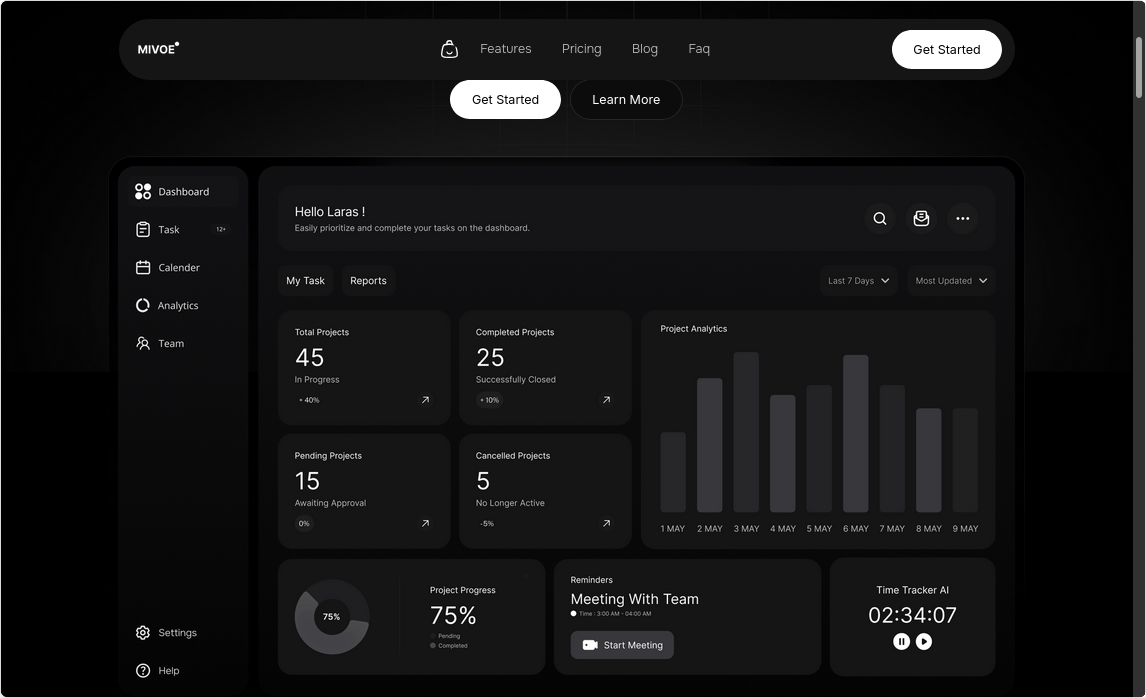 MIVOE
Features
Pricing
Blog
Faq
Get Started
Get Started
Learn More
Dashboard
Task
12+
Calender
Analytics
Team
Settings
Help
Hello Laras !
Easily prioritize and complete your tasks on the dashboard.
My Task
Reports
Last 7 Days
Most Updated
Total Projects
45
In Progress
+ 40%
Completed Projects
25
Successfully Closed
+ 10%
Pending Projects
15
Awaiting Approval
0%
Cancelled Projects
5
No Longer Active
-5%
Project Analytics
1 MAY
2 MAY
3 MAY
4 MAY
5 MAY
6 MAY
7 MAY
8 MAY
9 MAY
75%
Project Progress
75%
Pending
Completed
Reminders
Meeting With Team
Time : 3:00 AM - 04:00 AM
Start Meeting
Time Tracker AI
02:34:07